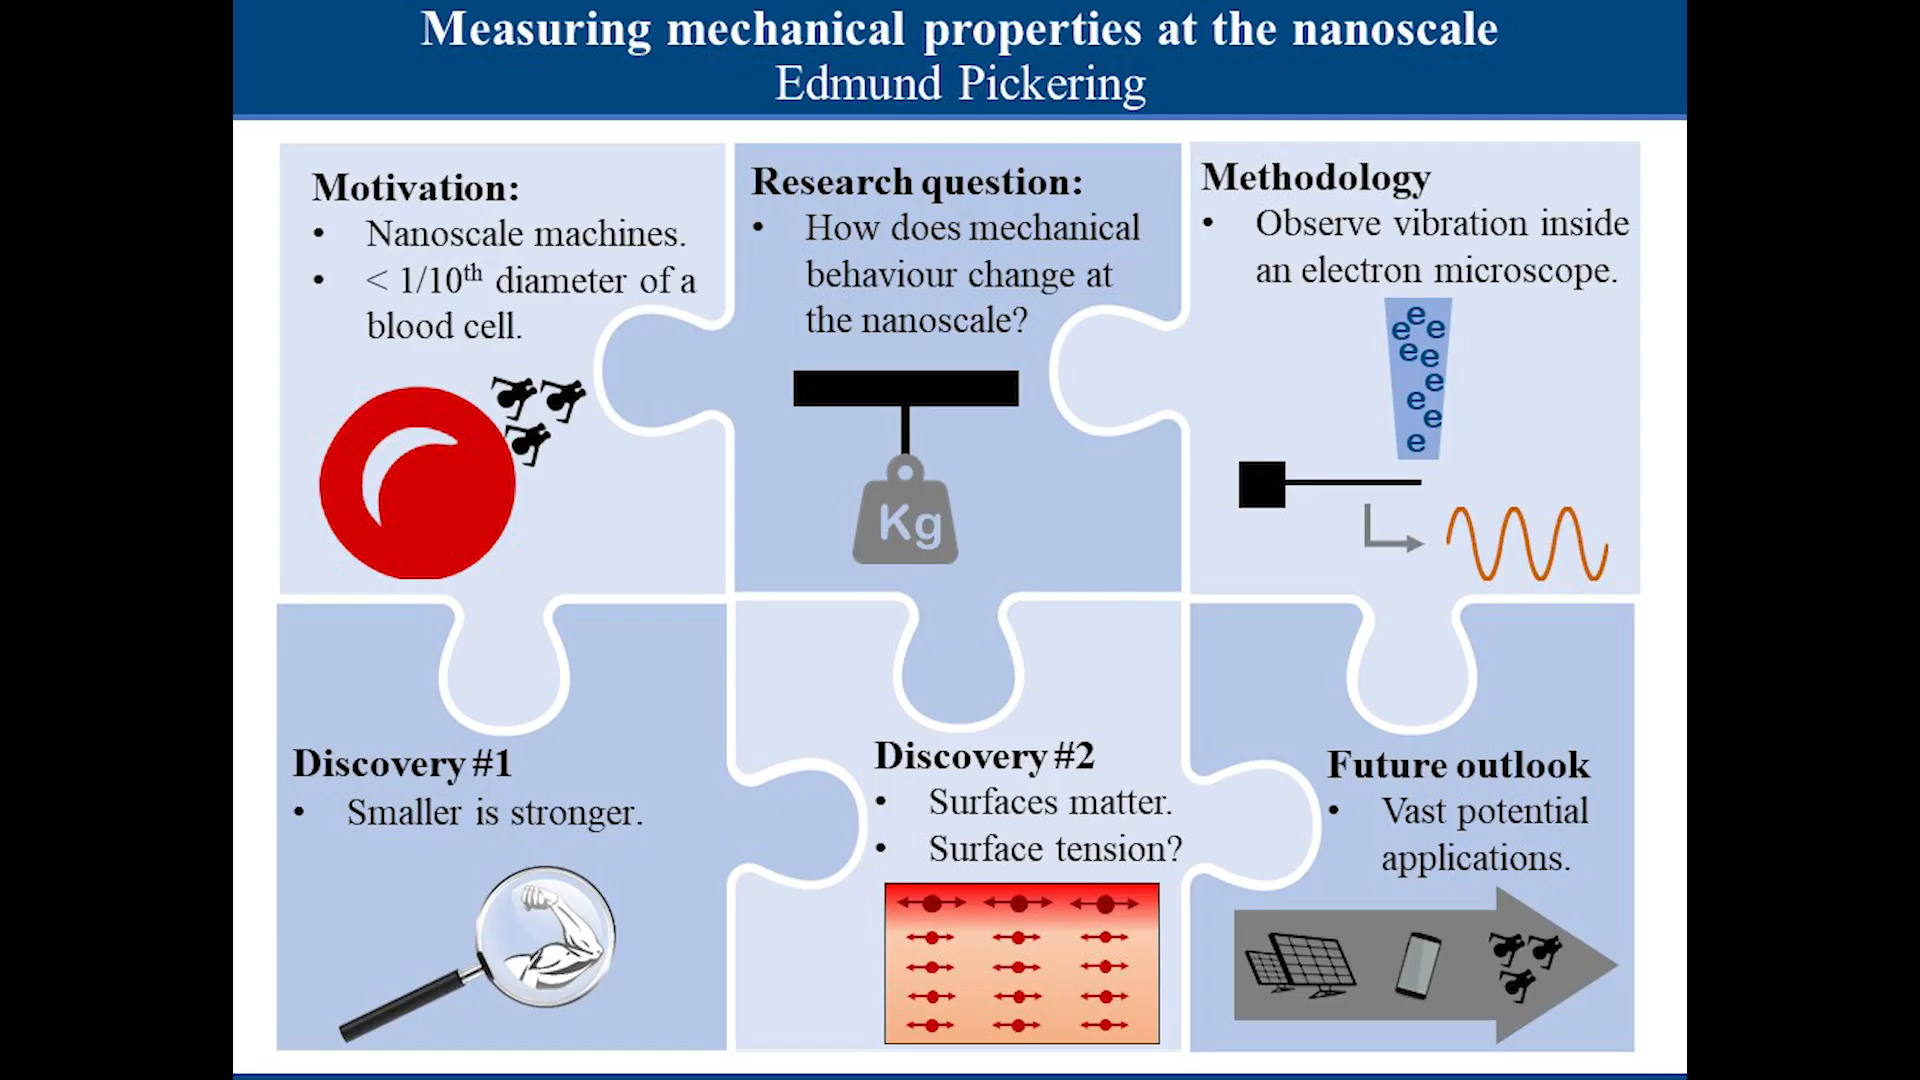 Measuring mechanical properties at the nanoscale
Edmund Pickering
Motivation:
• Nanoscale machines.
• < 1/10th diameter of a
blood cell.
Research question:
• How does mechanical
behaviour change at
the nanoscale?
Kg
Methodology
• Observe vibration inside
an electron microscope.
e
e e
e e
e
e
e
e
Discovery #1
• Smaller is stronger.
Discovery #2
• Surfaces matter.
• Surface tension?
Future outlook
• Vast potential
applications.